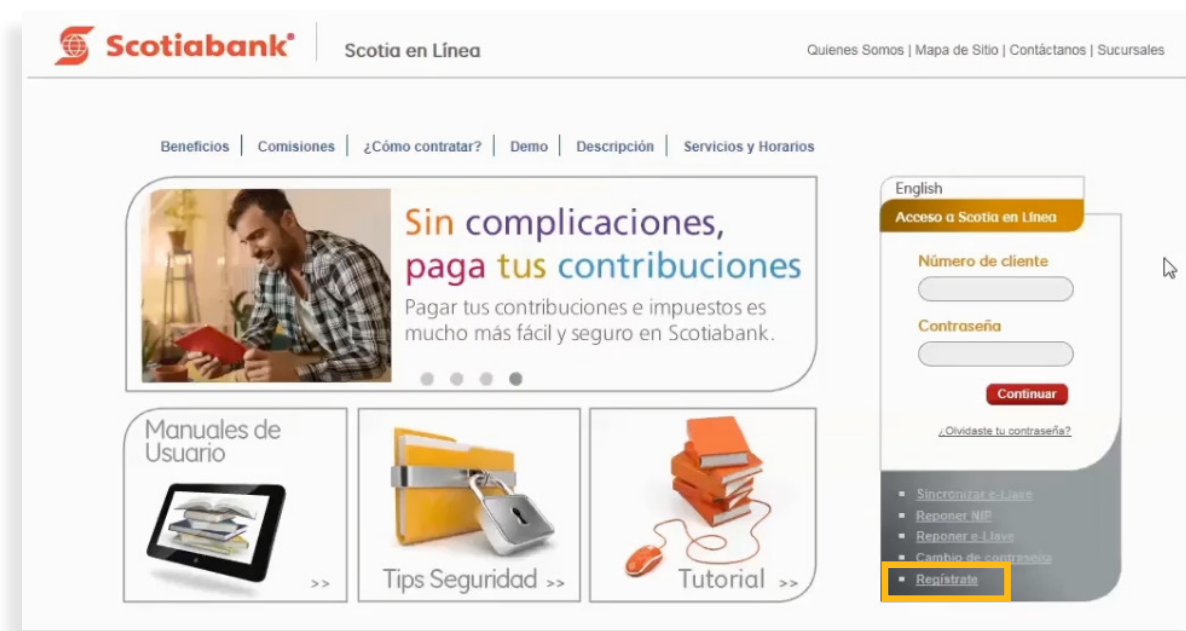 Scotiabank®
Scotia en Línea
Quienes Somos | Mapa de Sitio | Contáctanos | Sucursales
Beneficios | Comisiones | ¿Cómo contratar? | Demo | Descripción | Servicios y Horarios
Sin complicaciones,
paga tus contribuciones
Pagar tus contribuciones e impuestos es
mucho más fácil y seguro en Scotiabank.
English
Acceso a Scotia en Línea
Número de cliente
Contraseña
Continuar
¿Olvidaste tu contraseña?
Manuales de
Usuario
>>
Tips Seguridad >>
Tutorial >>
Sincronizar e-Llave
Reponer NIP
Reponer e-Llave
Cambio de contraseña
Regístrate